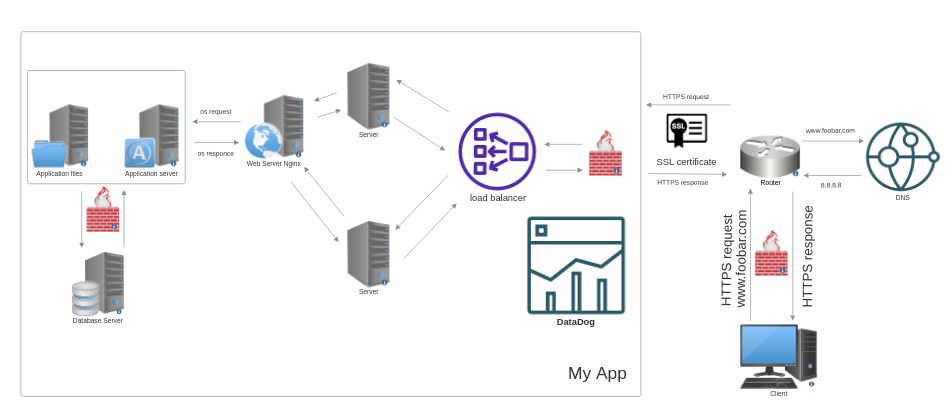 HTTPS request
SSL
SSL certificate
HTTPS response
www.foobar.com
8.8.8.8
Router
DNS
os request
os responce
Application files
A
Application server
Web Server Nginx
Server
load balancer
Server
Database Server
DataDog
My App
HTTPS request
www.foobar.com
HTTPS response
Client